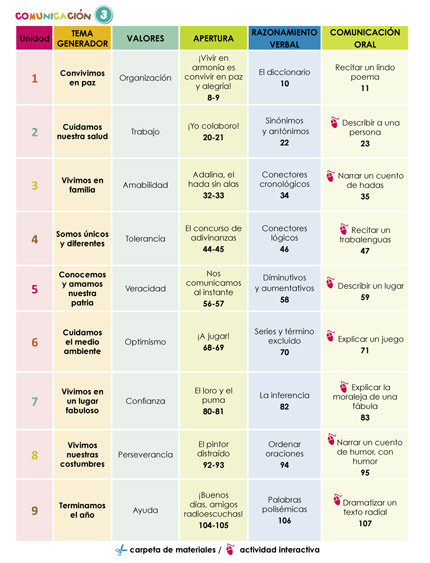 COMUNICACIÓN 3
Unidad
TEMA
GENERADOR
VALORES
APERTURA
RAZONAMIENTO
VERBAL
COMUNICACIÓN
ORAL
1
Convivimos
en paz
Organización
¡Vivir en
armonía es
convivir en paz
y alegría!
8-9
El diccionario
10
Recitar un lindo
poema
11
2
Cuidamos
nuestra salud
Trabajo
¡Yo colaboro!
20-21
Sinónimos
y antónimos
22
Describir a una
persona
23
3
Vivimos en
familia
Amabilidad
Adalina, el
hada sin alas
32-33
Conectores
cronológicos
34
Narrar un cuento
de hadas
35
4
Somos únicos
y diferentes
Tolerancia
El concurso de
adivinanzas
44-45
Conectores
lógicos
46
Recitar un
trabalenguas
47
5
Conocemos
y amamos
nuestra
patria
Veracidad
Nos
comunicamos
al instante
56-57
Diminutivos
y aumentativos
58
Describir un lugar
59
6
Cuidamos
el medio
ambiente
Optimismo
¡A jugar!
68-69
Series y término
excluido
70
Explicar un juego
71
7
Vivimos en
un lugar
fabuloso
Confianza
El loro y el
puma
80-81
La inferencia
82
Explicar la
moraleja de una
fábula
83
8
Vivimos
nuestras
costumbres
Perseverancia
El pintor
distraído
92-93
Ordenar
oraciones
94
Narrar un cuento
de humor, con
humor
95
9
Terminamos
el año
Ayuda
¡Buenos
días, amigos
radioescuchas!
104-105
Palabras
polisémicas
106
Dramatizar un
texto radial
107
carpeta de materiales / actividad interactiva